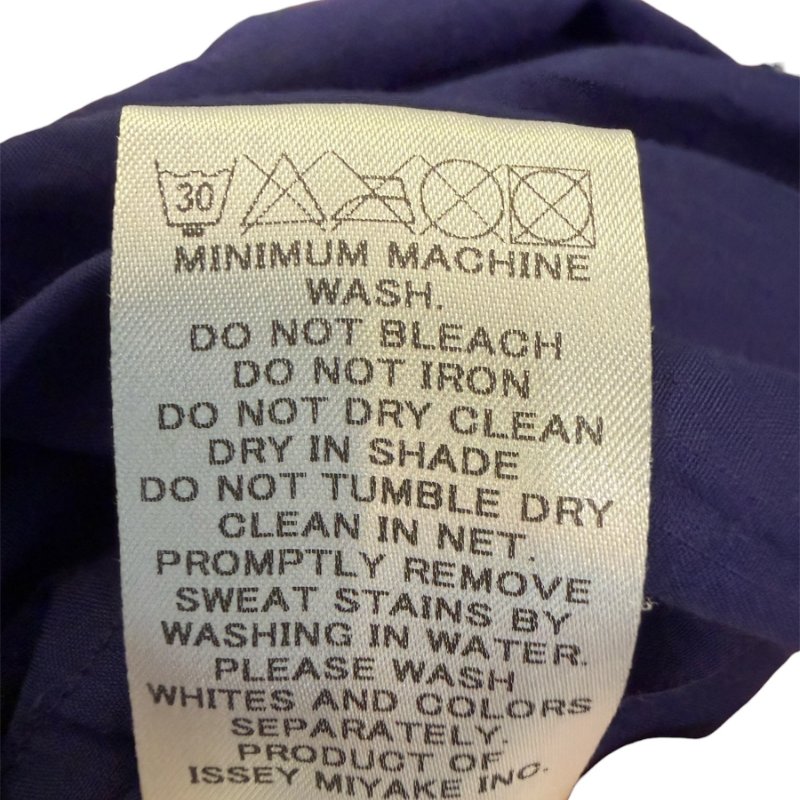 30
MINIMUM MACHINE
WASH.
DO NOT BLEACH
DO NOT IRON
DO NOT DRY CLEAN
DRY IN SHADE
DO NOT TUMBLE DRY
CLEAN IN NET.
PROMPTLY REMOVE
SWEAT STAINS BY
WASHING IN WATER.
PLEASE WASH
WHITES AND COLORS
SEPARATELY.
PRODUCT OF
ISSEY MIYAKE INC.